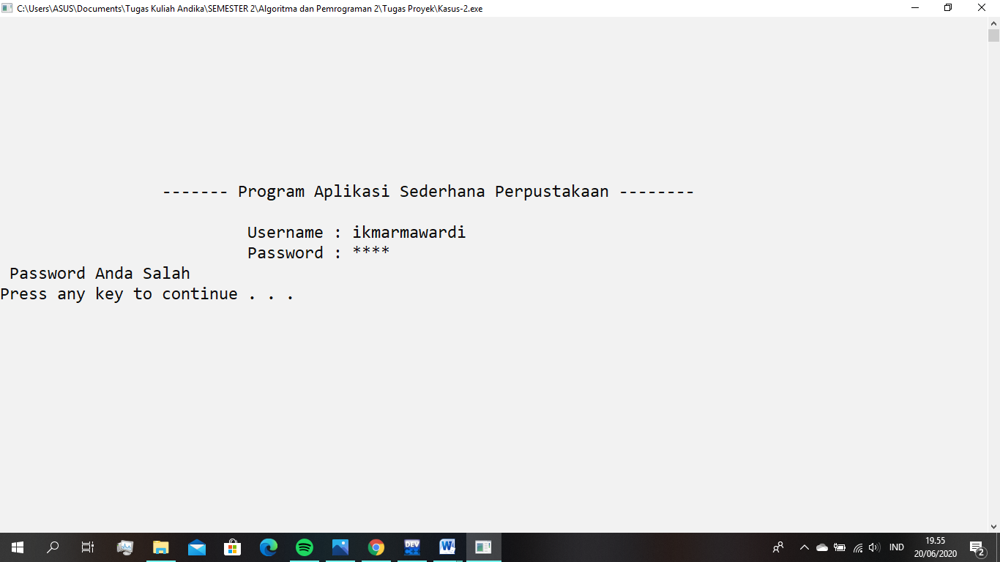 C:\Users\ASUS\Documents\Tugas Kuliah Andika\SEMESTER 2\Algoritma dan Pemrograman 2\Tugas Proyek\Kasus-2.exe
------- Program Aplikasi Sederhana Perpustakaan --------
Username : ikmarmawardi
Password : ****
Password Anda Salah
Press any key to continue . . .
DEV
W
IND
19.55
20/06/2020
2